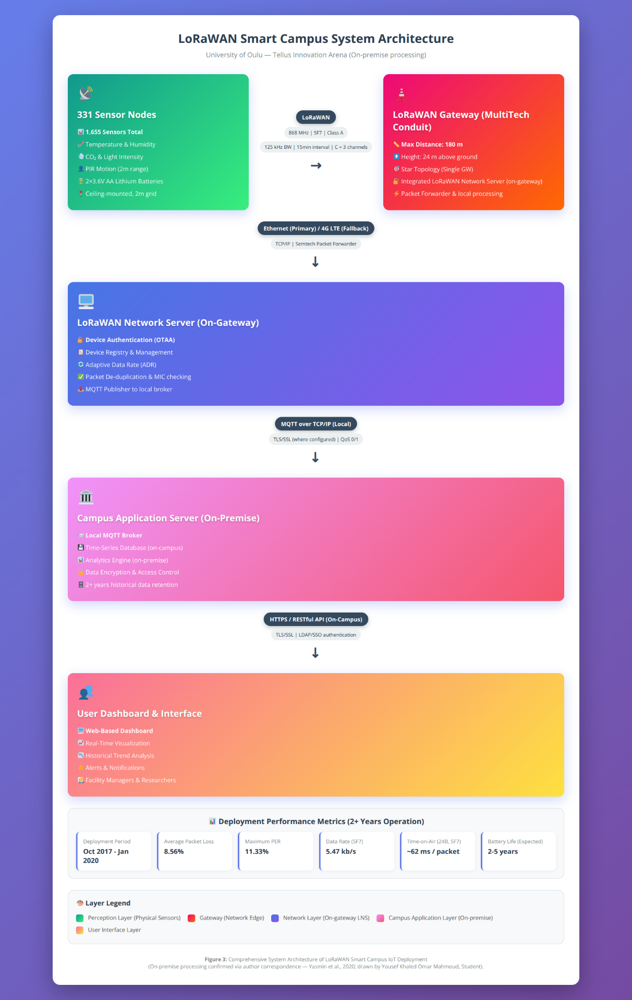 LoRaWAN Smart Campus System Architecture
University of Oulu — Tellus Innovation Arena (On-premise processing)
331 Sensor Nodes
1,655 Sensors Total
Temperature & Humidity
CO₂ & Light Intensity
PIR Motion (2m range)
2×3.6V AA Lithium Batteries
Ceiling-mounted, 2m grid
LoRaWAN
868 MHz | SF7 | Class A
125 kHz BW | 15min interval | C = 3 channels
→
LoRaWAN Gateway (MultiTech
Conduit)
Max Distance: 180 m
Height: 24 m above ground
Star Topology (Single GW)
Integrated LoRaWAN Network Server (on-gateway)
Packet Forwarder & local processing
Ethernet (Primary) / 4G LTE (Fallback)
TCP/IP | Semtech Packet Forwarder
↓
LoRaWAN Network Server (On-Gateway)
Device Authentication (OTAA)
Device Registry & Management
Adaptive Data Rate (ADR)
Packet De-duplication & MIC checking
MQTT Publisher to local broker
MQTT over TCP/IP (Local)
TLS/SSL (where configured) | QoS 0/1
↓
Campus Application Server (On-Premise)
Local MQTT Broker
Time-Series Database (on-campus)
Analytics Engine (on-premise)
Data Encryption & Access Control
2+ years historical data retention
HTTPS / RESTful API (On-Campus)
TLS/SSL | LDAP/SSO authentication
↓
User Dashboard & Interface
Web-Based Dashboard
Real-Time Visualization
Historical Trend Analysis
Alerts & Notifications
Facility Managers & Researchers
Deployment Performance Metrics (2+ Years Operation)
Deployment Period
Oct 2017 - Jan
2020
Average Packet Loss
8.56%
Maximum PER
11.33%
Data Rate (SF7)
5.47 kb/s
Time-on-Air (24B, SF7)
~62 ms / packet
Battery Life (Expected)
2-5 years
Layer Legend
Perception Layer (Physical Sensors)
Gateway (Network Edge)
Network Layer (On-gateway LNS)
Campus Application Layer (On-premise)
User Interface Layer
Figure 3: Comprehensive System Architecture of LoRaWAN Smart Campus IoT Deployment
(On-premise processing confirmed via author correspondence — Yasmin et al., 2020; drawn by Yousef Khaled Omar Mahmoud, Student).